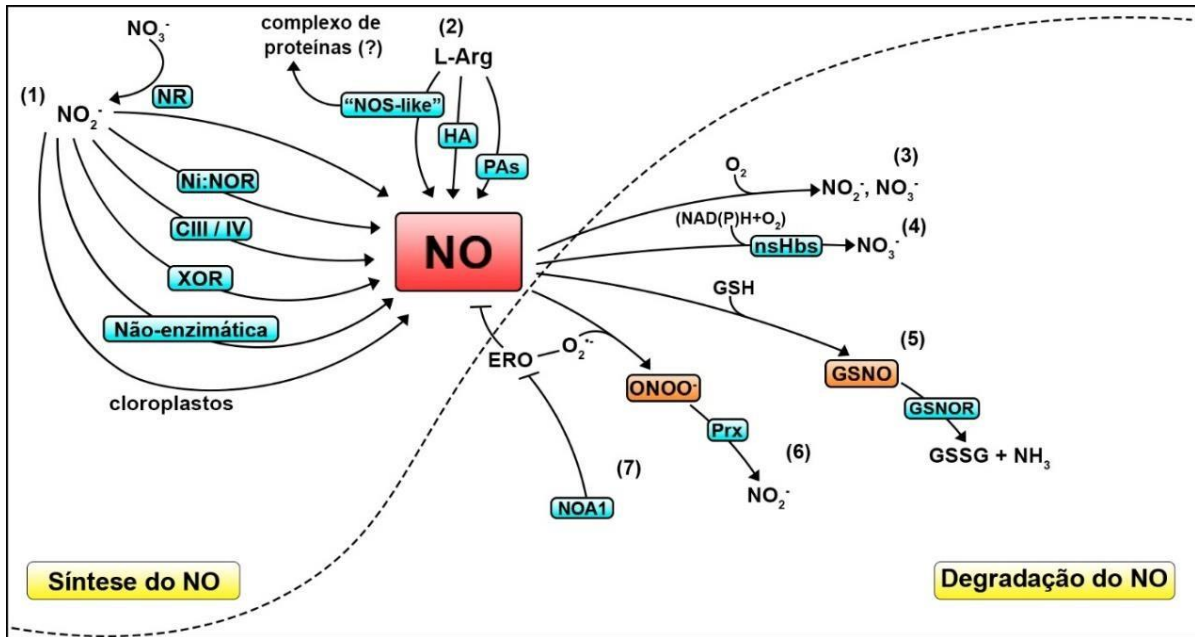 NO₃⁻
(1)
NO₂⁻
NR
complexo de
proteínas (?)
(2)
L-Arg
“NOS-like”
HA
PAs
Ni:NOR
CIII / IV
XOR
Não-enzimática
cloroplastos
NO
O₂
(3)
NO₂⁻, NO₃⁻
(NAD(P)H+O₂)
nsHbs
NO₃⁻
(4)
GSH
(5)
GSNO
GSNOR
GSSG + NH₃
ERO
O₂•⁻
ONOO⁻
Prx
(6)
NO₂⁻
(7)
NOA1
Síntese do NO
Degradação do NO